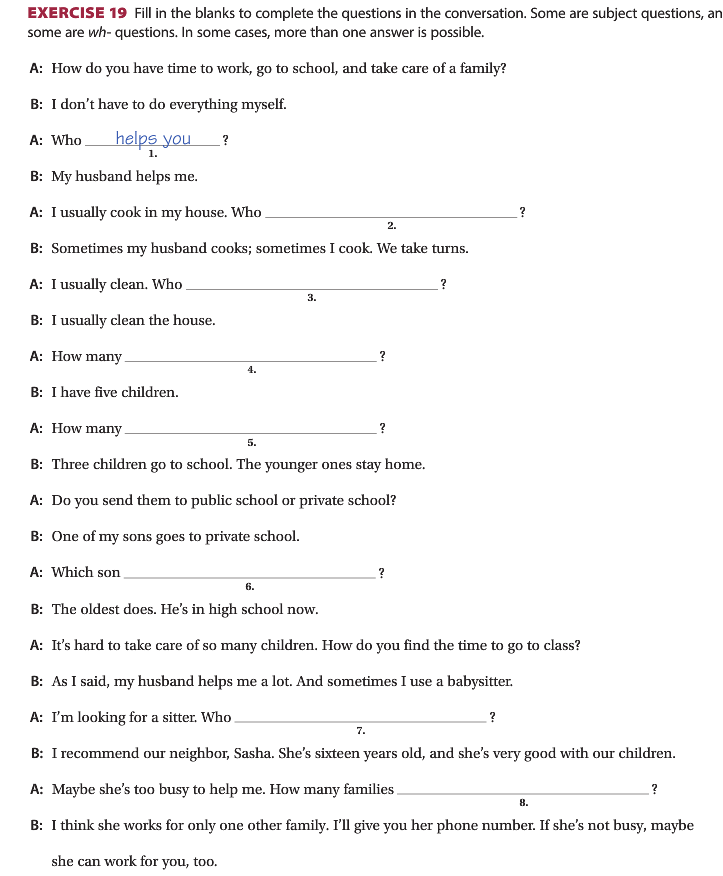 EXERCISE 19 Fill in the blanks to complete the questions in the conversation. Some are subject questions, an
some are wh- questions. In some cases, more than one answer is possible.
A: How do you have time to work, go to school, and take care of a family?
B: I don't have to do everything myself.
A: Who helps you ?
1.
B: My husband helps me.
A: I usually cook in my house. Who ?
2.
B: Sometimes my husband cooks; sometimes I cook. We take turns.
A: I usually clean. Who ?
3.
B: I usually clean the house.
A: How many ?
4.
B: I have five children.
A: How many ?
5.
B: Three children go to school. The younger ones stay home.
A: Do you send them to public school or private school?
B: One of my sons goes to private school.
A: Which son ?
6.
B: The oldest does. He's in high school now.
A: It's hard to take care of so many children. How do you find the time to go to class?
B: As I said, my husband helps me a lot. And sometimes I use a babysitter.
A: I'm looking for a sitter. Who ?
7.
B: I recommend our neighbor, Sasha. She's sixteen years old, and she's very good with our children.
A: Maybe she's too busy to help me. How many families ?
8.
B: I think she works for only one other family. I'll give you her phone number. If she's not busy, maybe
she can work for you, too.